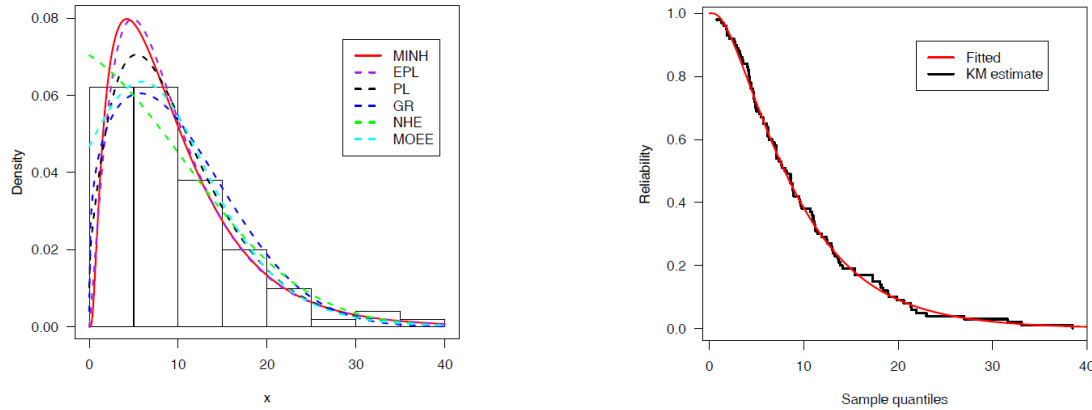 0.08
0.06
0.04
0.02
0.00
Density
MINH
EPL
PL
GR
NHE
MOEE
0
10
20
30
40
x
1.0
0.8
0.6
0.4
0.2
0.0
Reliability
Fitted
KM estimate
0
10
20
30
40
Sample quantiles